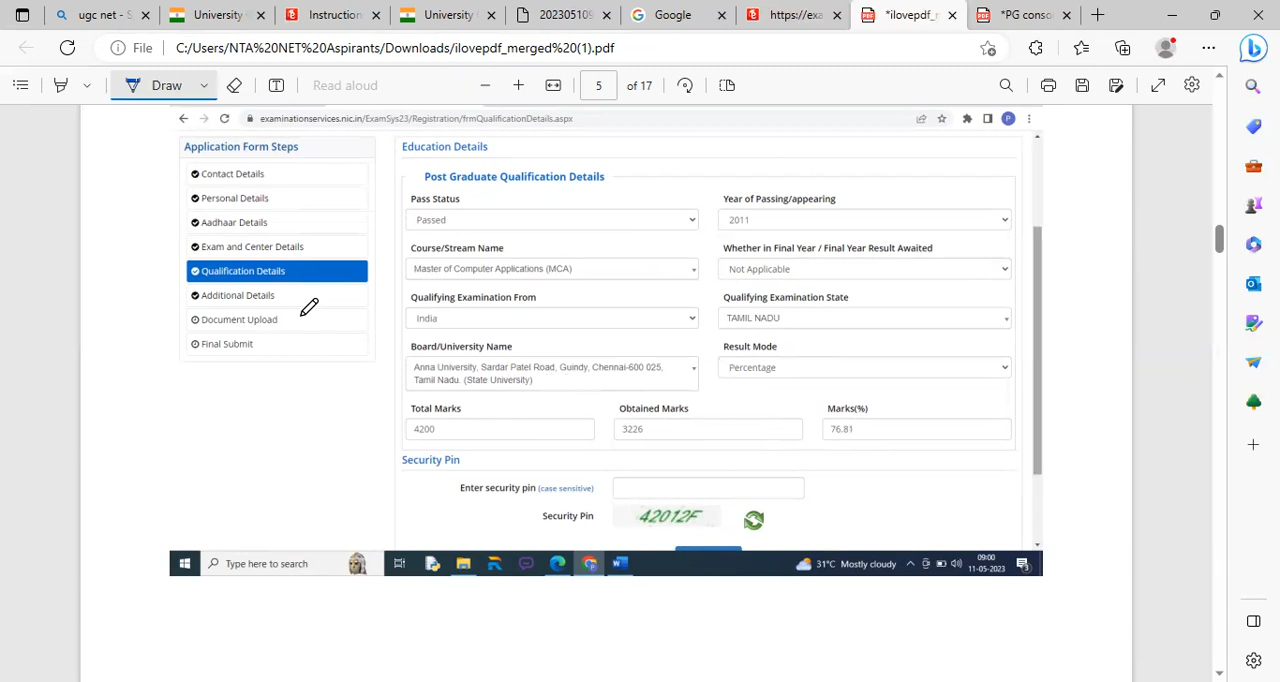 ugc net - S
University
Instruction
University
202305109
Google
https://exa
*ilovepdf_m
*PG conso
File
C:/Users/NTA%20NET%20Aspirants/Downloads/ilovepdf_merged%20(1).pdf
Draw
Read aloud
5
of 17
examinationservices.nic.in/ExamSys23/Registration/frmQualificationDetails.aspx
P
Application Form Steps
Contact Details
Personal Details
Aadhaar Details
Exam and Center Details
Qualification Details
Additional Details
Document Upload
Final Submit
Education Details
Post Graduate Qualification Details
Pass Status
Year of Passing/appearing
Passed
2011
Course/Stream Name
Whether in Final Year / Final Year Result Awaited
Master of Computer Applications (MCA)
Not Applicable
Qualifying Examination From
Qualifying Examination State
India
TAMIL NADU
Board/University Name
Result Mode
Anna University, Sardar Patel Road, Guindy, Chennai-600 025,
Tamil Nadu. (State University)
Percentage
Total Marks
Obtained Marks
Marks(%)
4200
3226
76.81
Security Pin
Enter security pin (case sensitive)
Security Pin
42012F
Type here to search
31°C Mostly cloudy
09:00
11-05-2023